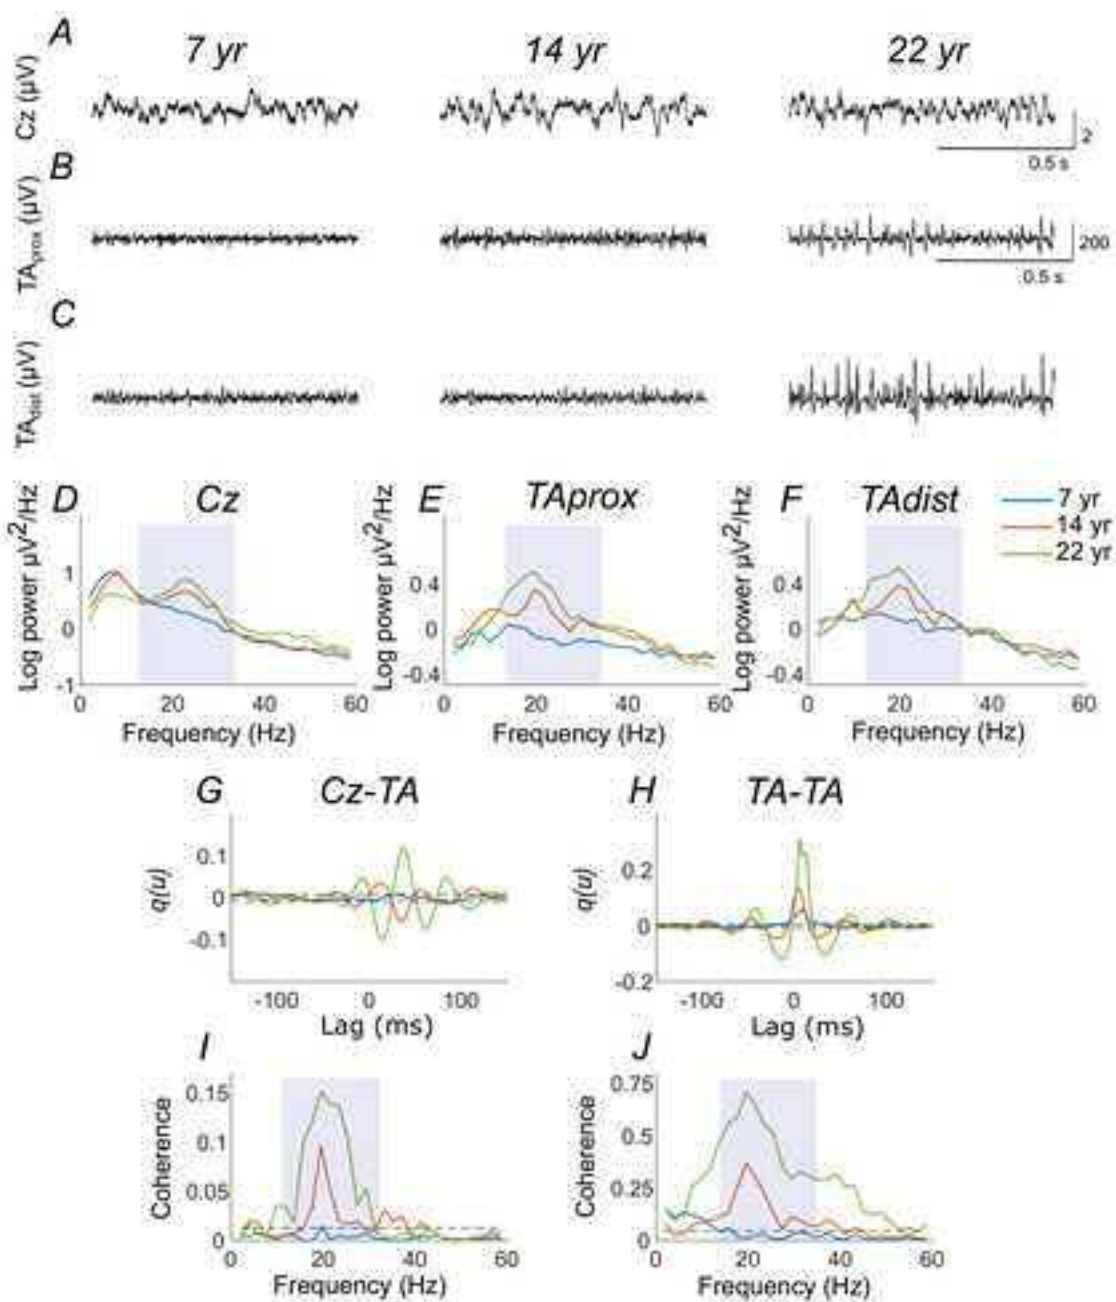 A
7 yr 14 yr 22 yr
Cz (μV)
2
0.5 s
B
TAprox (μV)
200
0.5 s
C
TAdist (μV)
D Cz E TAprox F TAdist
7 yr
14 yr
22 yr
Log power μV²/Hz
1
0
-1
0 20 40 60
Frequency (Hz)
Log power μV²/Hz
0.4
0
-0.4
0 20 40 60
Frequency (Hz)
Log power μV²/Hz
0.4
0
-0.4
0 20 40 60
Frequency (Hz)
G Cz-TA H TA-TA
q(u)
0.1
0
-0.1
-100 0 100
Lag (ms)
q(u)
0.2
0
-0.2
-100 0 100
Lag (ms)
I J
Coherence
0.15
0.1
0.05
0
0 20 40 60
Frequency (Hz)
Coherence
0.75
0.5
0.25
0
0 20 40 60
Frequency (Hz)